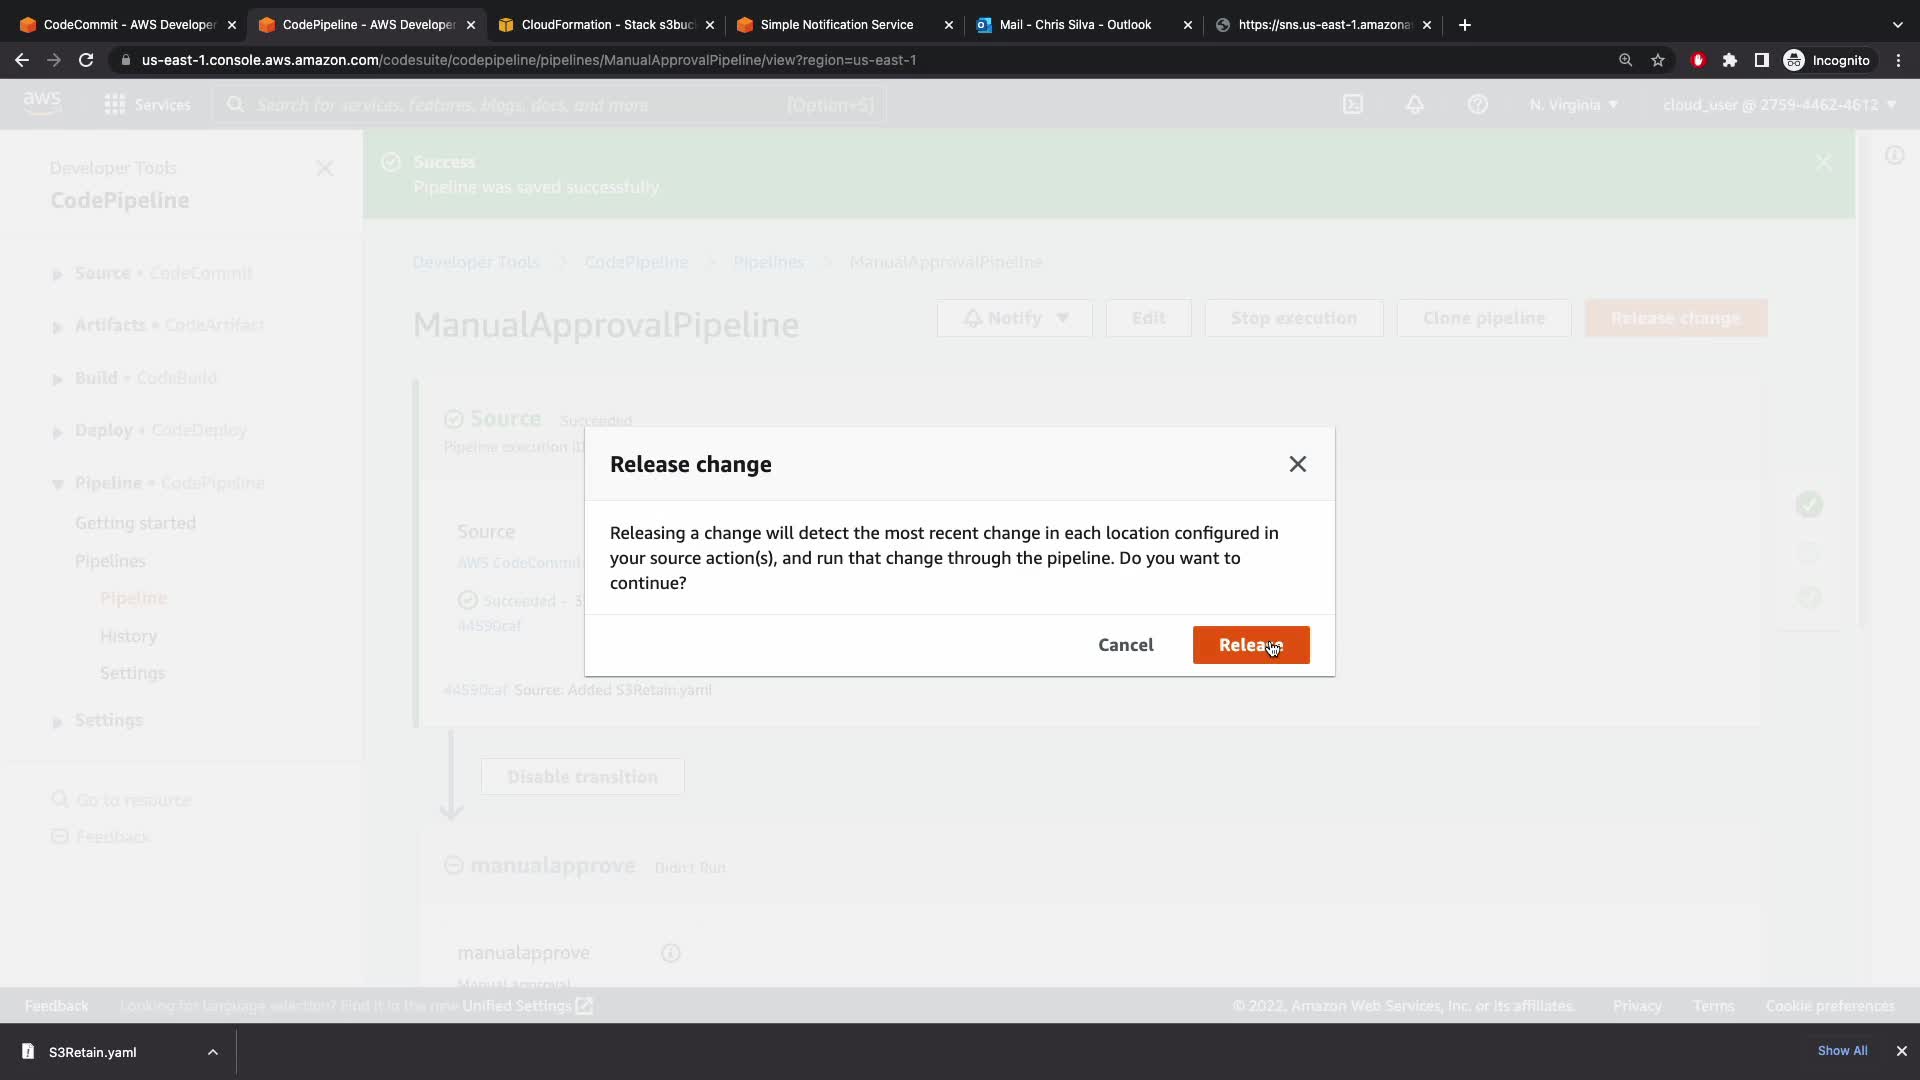 CodeCommit - AWS Developer
CodePipeline - AWS Developer
CloudFormation - Stack s3buc
Simple Notification Service
Mail - Chris Silva - Outlook
https://sns.us-east-1.amazona
us-east-1.console.aws.amazon.com/codesuite/codepipeline/pipelines/ManualApprovalPipeline/view?region=us-east-1
Incognito
aws
Services
Search for services, features, blogs, docs, and more
[Option+S]
N. Virginia
cloud_user @ 2759-4462-4612
Developer Tools
CodePipeline
Source • CodeCommit
Artifacts • CodeArtifact
Build • CodeBuild
Deploy • CodeDeploy
Pipeline • CodePipeline
Getting started
Pipelines
Pipeline
History
Settings
Settings
Go to resource
Feedback
Success
Pipeline was saved successfully
Developer Tools > CodePipeline > Pipelines > ManualApprovalPipeline
ManualApprovalPipeline
Notify
Edit
Stop execution
Clone pipeline
Release change
Source Succeeded
Pipeline execution ID
Source
AWS CodeCommit
Succeeded - 3
44590caf
44590caf Source: Added S3Retain.yaml
Release change
Releasing a change will detect the most recent change in each location configured in
your source action(s), and run that change through the pipeline. Do you want to
continue?
Cancel
Release
Disable transition
manualapprove Didn't Run
manualapprove
Manual approval
Feedback
Looking for language selection? Find it in the new Unified Settings
© 2022, Amazon Web Services, Inc. or its affiliates.
Privacy
Terms
Cookie preferences
S3Retain.yaml
Show All